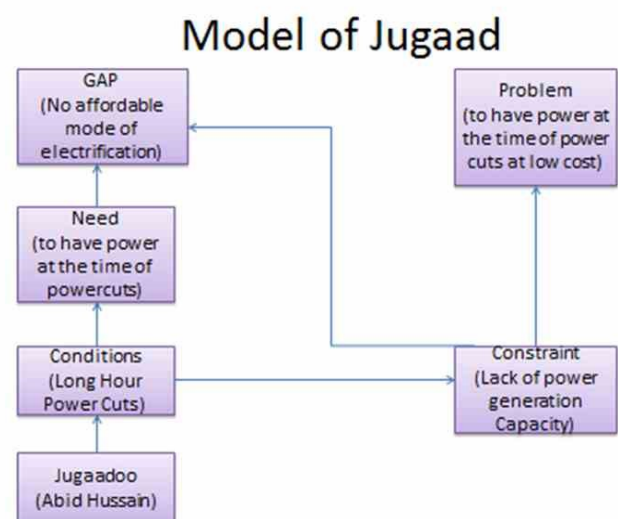 Model of Jugaad
GAP
(No affordable
mode of
electrification)
Problem
(to have power at
the time of power
cuts at low cost)
Need
(to have power
at the time of
powercuts)
Conditions
(Long Hour
Power Cuts)
Constraint
(Lack of power
generation
Capacity)
Jugaadoo
(Abid Hussain)